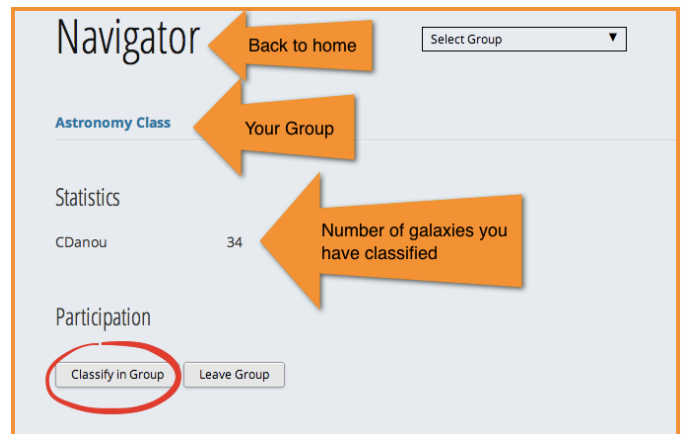 Navigator
Back to home
Select Group
Astronomy Class
Your Group
Statistics
CDanou 34
Number of galaxies you
have classified
Participation
Classify in Group
Leave Group